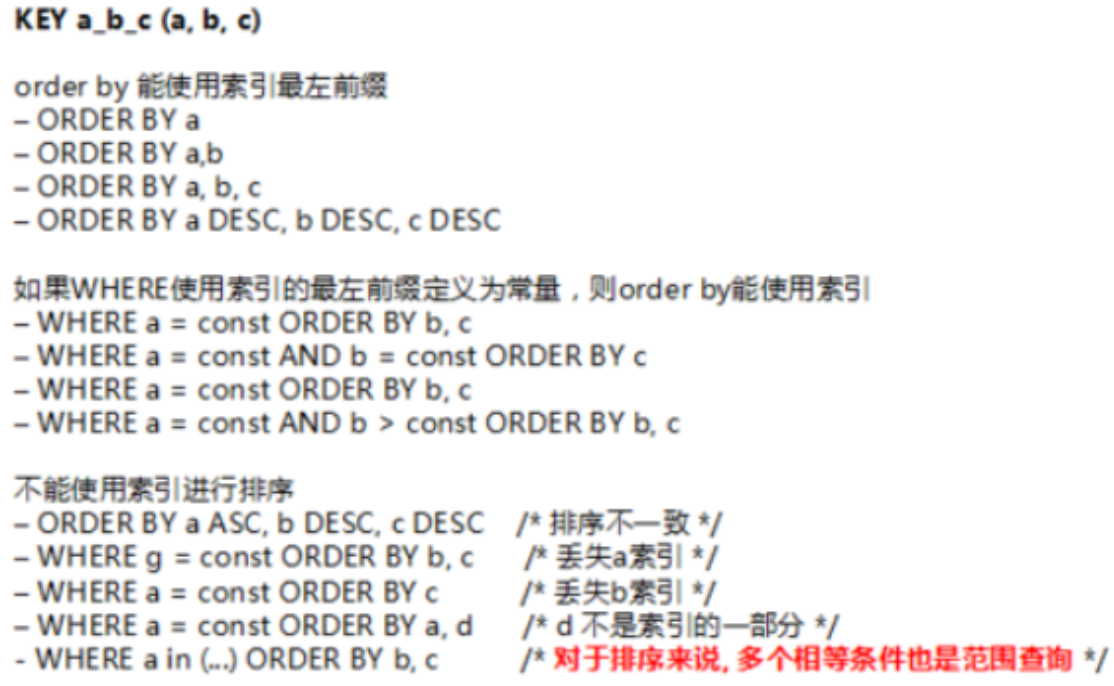 KEY a_b_c (a, b, c)
order by 能使用索引最左前缀
– ORDER BY a
– ORDER BY a,b
– ORDER BY a, b, c
– ORDER BY a DESC, b DESC, c DESC
如果WHERE使用索引的最左前缀定义为常量，则order by能使用索引
– WHERE a = const ORDER BY b, c
– WHERE a = const AND b = const ORDER BY c
– WHERE a = const ORDER BY b, c
– WHERE a = const AND b > const ORDER BY b, c
不能使用索引进行排序
– ORDER BY a ASC, b DESC, c DESC /* 排序不一致 */
– WHERE g = const ORDER BY b, c /* 丢失a索引 */
– WHERE a = const ORDER BY c /* 丢失b索引 */
– WHERE a = const ORDER BY a, d /* d 不是索引的一部分 */
- WHERE a in (...) ORDER BY b, c /* 对于排序来说, 多个相等条件也是范围查询 */